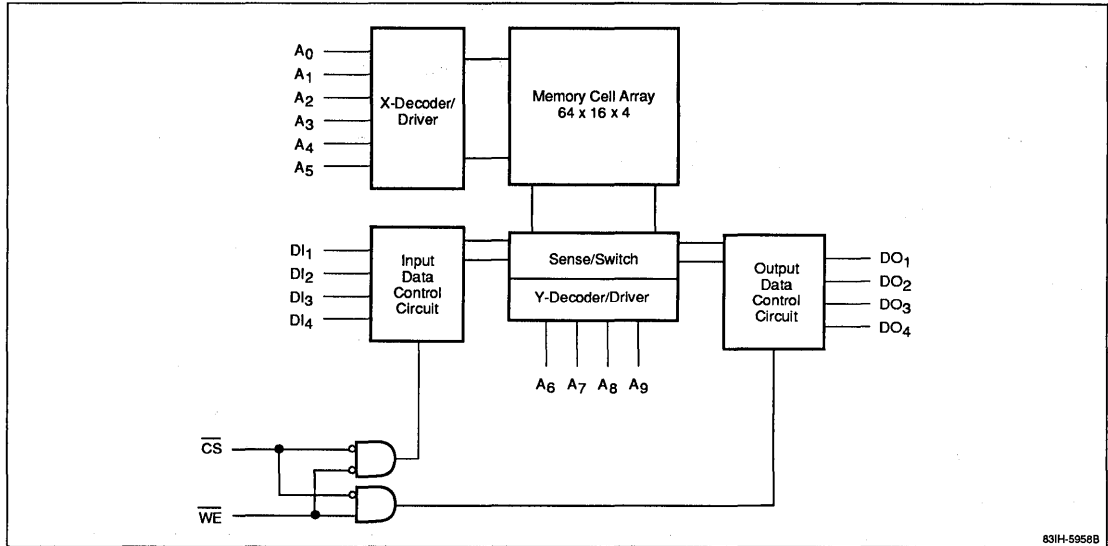 A0
A1
A2
A3
A4
A5
X-Decoder/
Driver
Memory Cell Array
64 x 16 x 4
DI1
DI2
DI3
DI4
Input
Data
Control
Circuit
Sense/Switch
Y-Decoder/Driver
Output
Data
Control
Circuit
DO1
DO2
DO3
DO4
A6 A7 A8 A9
C̅S̅
W̅E̅
83IH-5958B